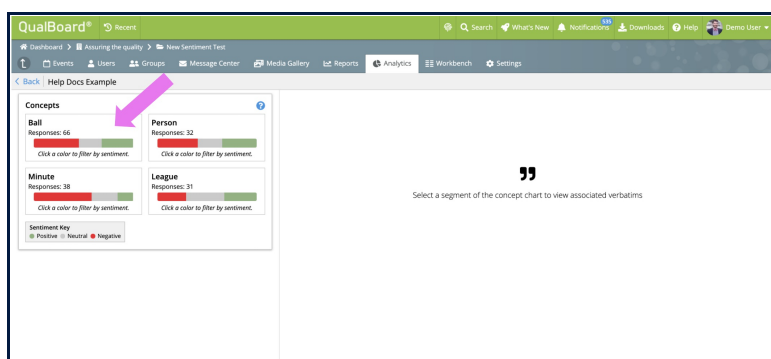 QualBoard® Recent Search What's New Notifications 535 Downloads Help Demo User
Dashboard > Assuring the quality > New Sentiment Test
Events Users Groups Message Center Media Gallery Reports Analytics Workbench Settings
< Back Help Docs Example
Concepts
Ball
Responses: 66
Click a color to filter by sentiment.
Person
Responses: 32
Click a color to filter by sentiment.
Minute
Responses: 38
Click a color to filter by sentiment.
League
Responses: 31
Click a color to filter by sentiment.
Sentiment Key
Positive Neutral Negative
Select a segment of the concept chart to view associated verbatims